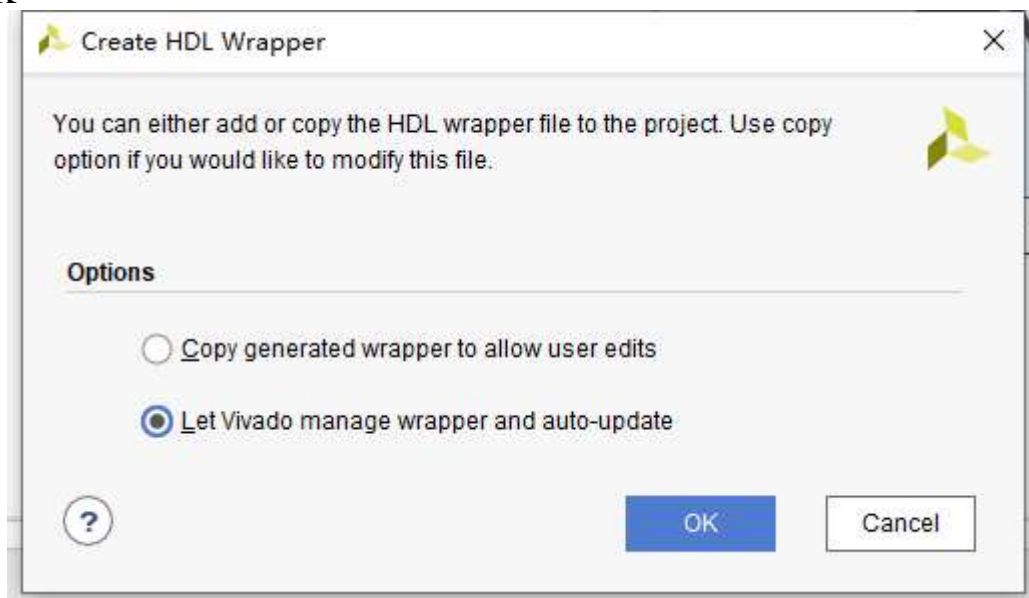 Create HDL Wrapper
You can either add or copy the HDL wrapper file to the project. Use copy
option if you would like to modify this file.
Options
Copy generated wrapper to allow user edits
Let Vivado manage wrapper and auto-update
?
OK
Cancel